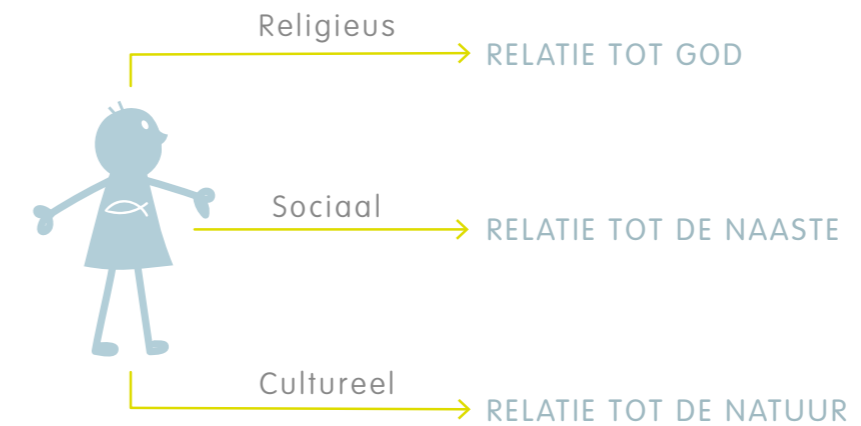 Religieus
RELATIE TOT GOD
Sociaal
RELATIE TOT DE NAASTE
Cultureel
RELATIE TOT DE NATUUR